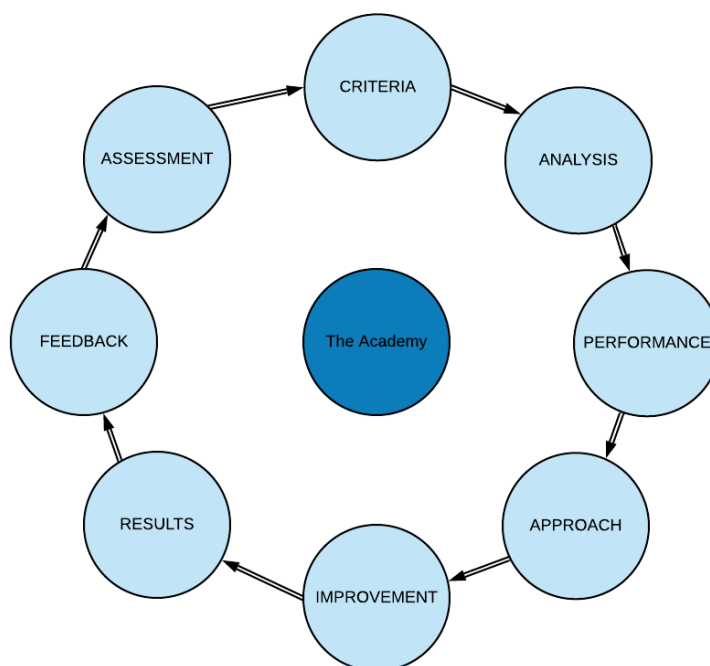 CRITERIA
ASSESSMENT
ANALYSIS
FEEDBACK
The Academy
PERFORMANCE
RESULTS
APPROACH
IMPROVEMENT